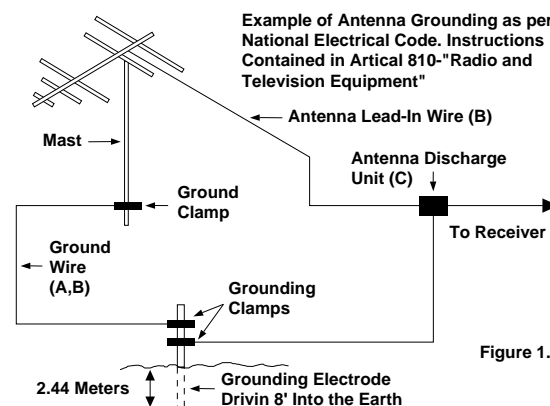 Example of Antenna Grounding as per
National Electrical Code. Instructions
Contained in Artical 810-"Radio and
Television Equipment"
Antenna Lead-In Wire (B)
Mast
Antenna Discharge
Unit (C)
Ground
Clamp
To Receiver
Ground
Wire
(A,B)
Grounding
Clamps
Figure 1.
2.44 Meters
Grounding Electrode
Drivin 8' Into the Earth